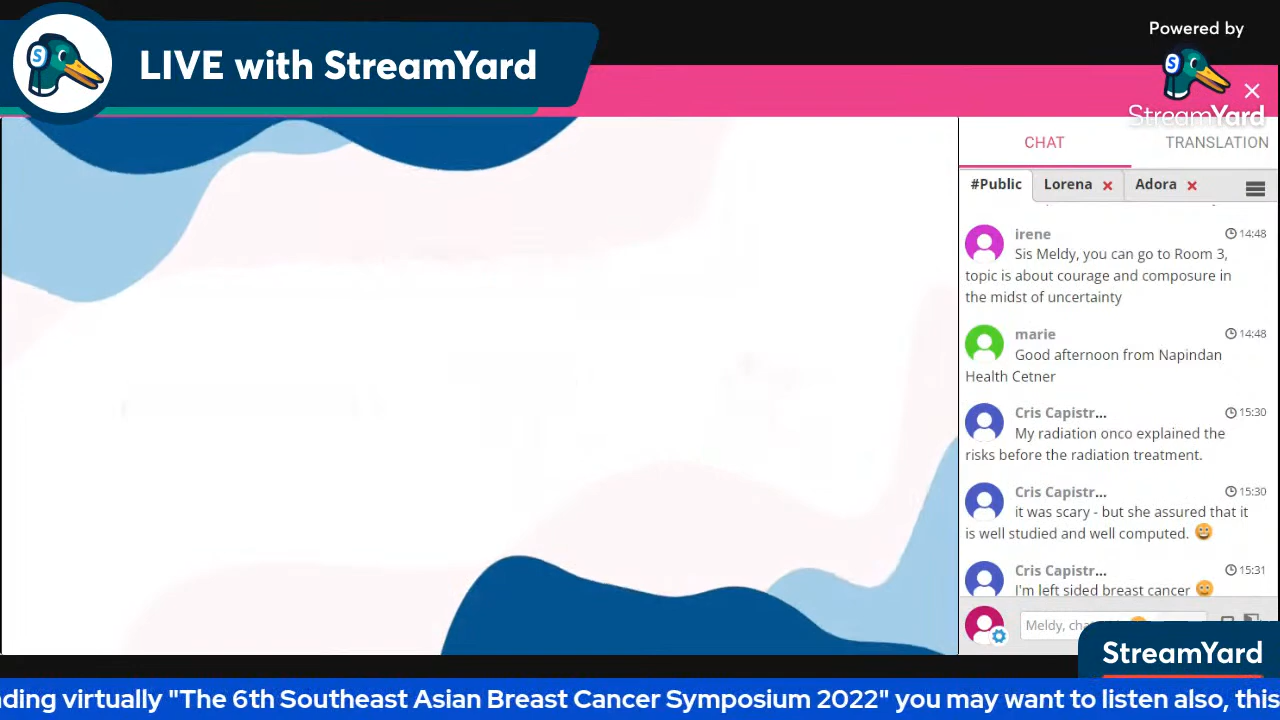 LIVE with StreamYard
Powered by
StreamYard
CHAT
TRANSLATION
#Public
Lorena
Adora
irene
14:48
Sis Meldy, you can go to Room 3,
topic is about courage and composure in
the midst of uncertainty
marie
14:48
Good afternoon from Napindan
Health Cetner
Cris Capistr...
15:30
My radiation onco explained the
risks before the radiation treatment.
Cris Capistr...
15:30
it was scary - but she assured that it
is well studied and well computed.
Cris Capistr...
15:31
I'm left sided breast cancer
Meldy,
StreamYard
nding virtually "The 6th Southeast Asian Breast Cancer Symposium 2022" you may want to listen also, this